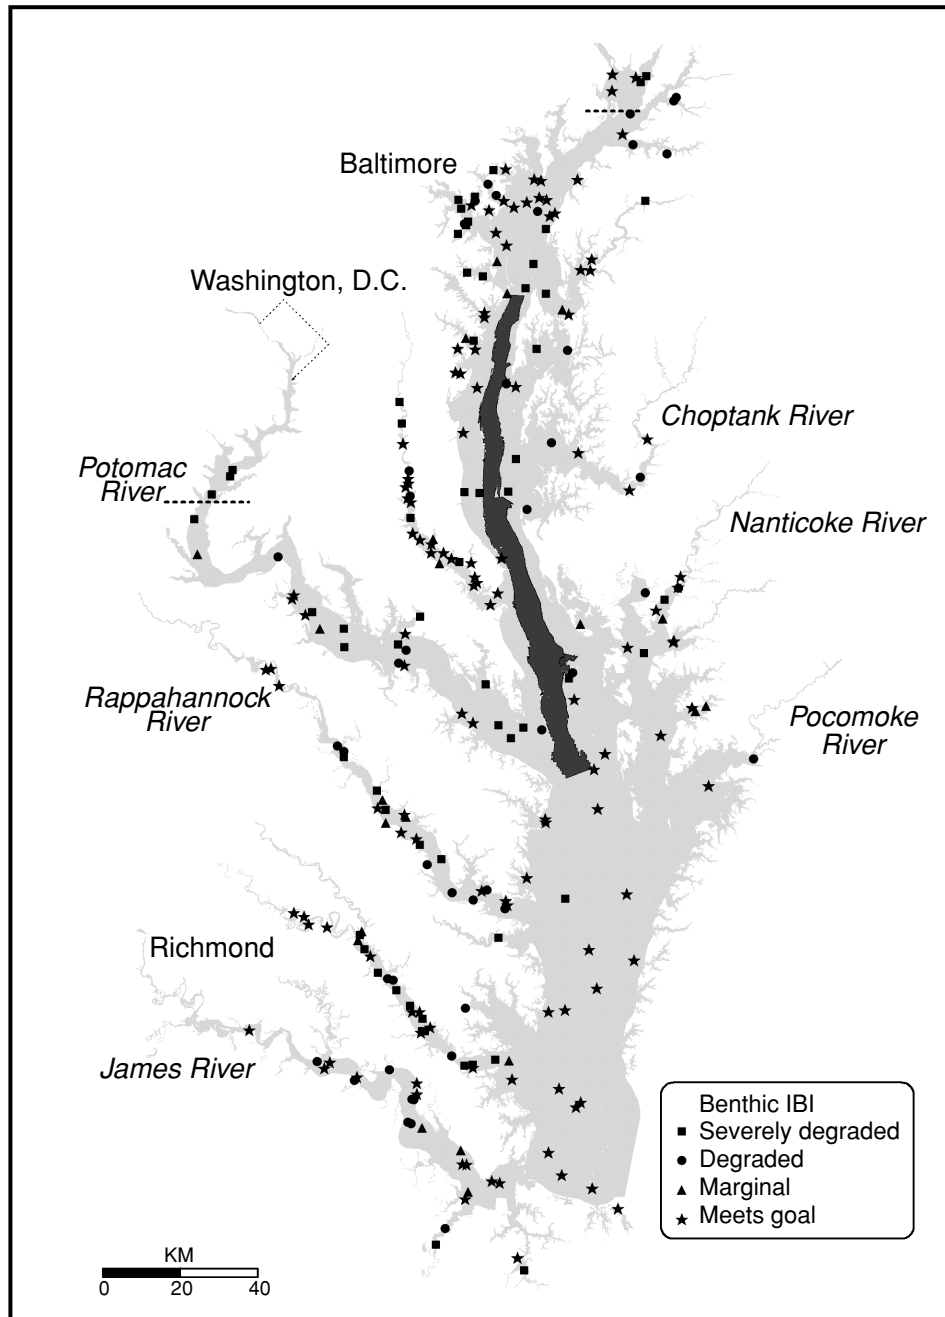 Baltimore
Washington, D.C.
Choptank River
Potomac
River
Nanticoke River
Rappahannock
River
Pocomoke
River
Richmond
James River
Benthic IBI
Severely degraded
Degraded
Marginal
Meets goal
KM
0 20 40